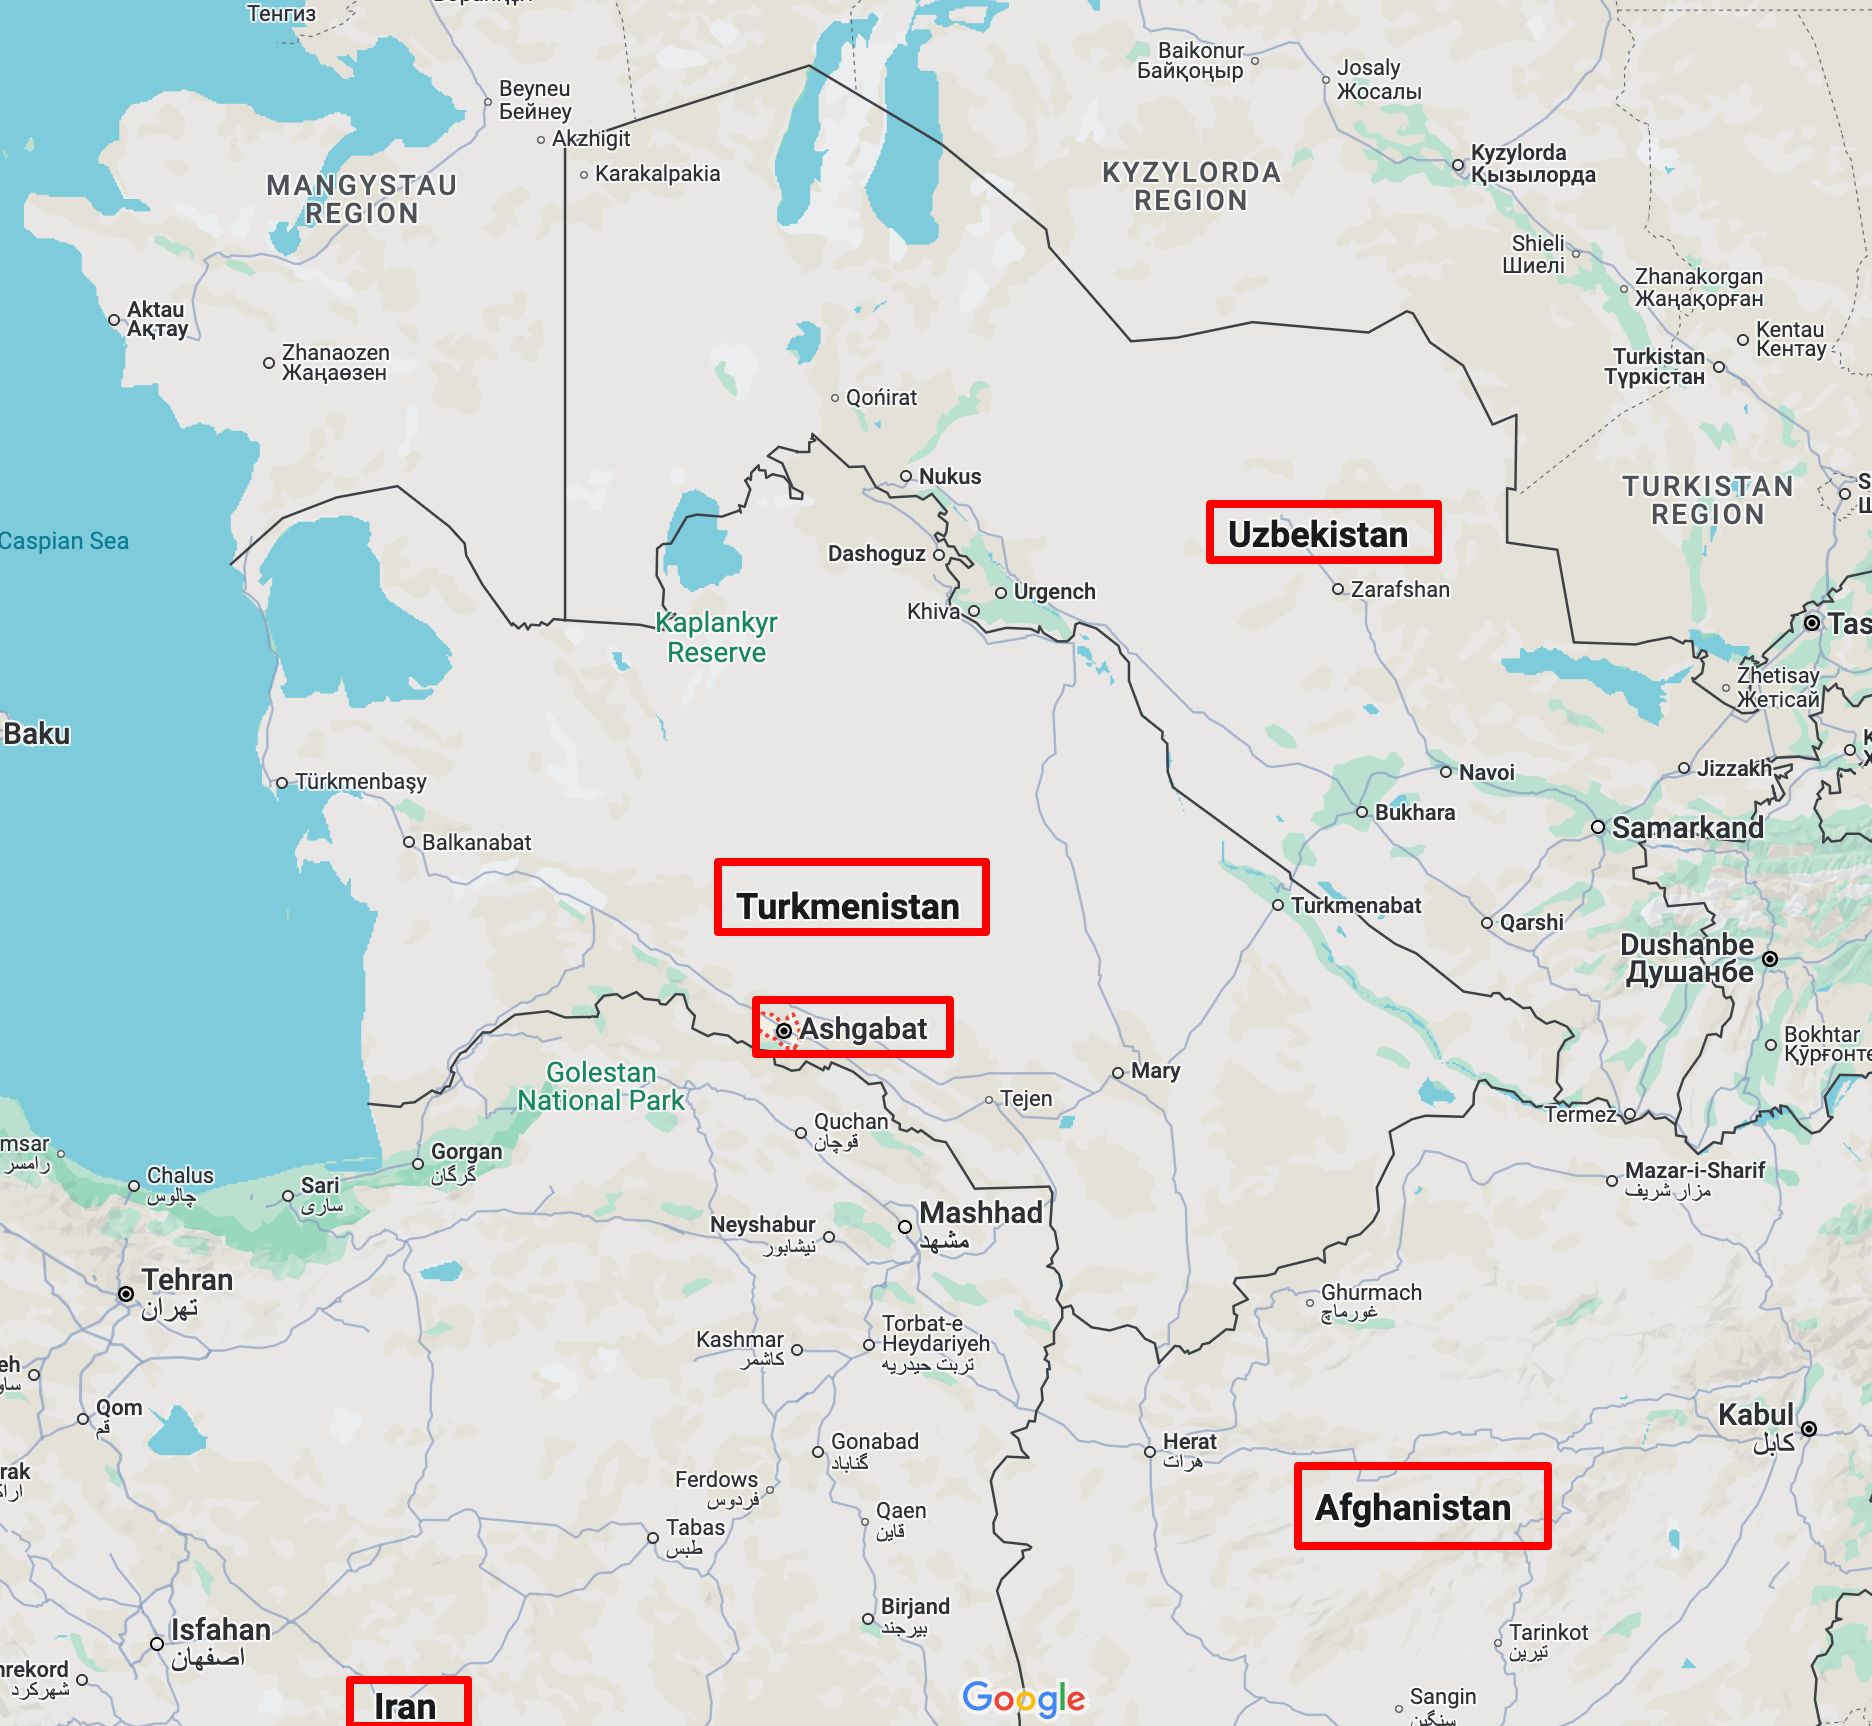 Тенгиз
Beyneu
Бейнеу
Akzhigit
Karakalpakia
Baikonur
Байқоңыр
Josaly
Жосалы
MANGYSTAU
REGION
KYZYLORDA
REGION
Kyzylorda
Қызылорда
Shieli
Шиелі
Zhanakorgan
Жаңақорған
Aktau
Ақтау
Zhanaozen
Жаңаөзен
Kentau
Кентау
Turkistan
Түркістан
Qońirat
Nukus
TURKISTAN
REGION
Caspian Sea
Uzbekistan
Dashoguz
Urgench
Khiva
Zarafshan
Kaplankyr
Reserve
Tas
Zhetisay
Жетісай
Baku
Türkmenbaşy
Navoi
Jizzakh
Balkanabat
Bukhara
Samarkand
Turkmenistan
Turkmenabat
Qarshi
Dushanbe
Душанбе
Ashgabat
Bokhtar
Қӯрғонте
Golestan
National Park
Mary
Tejen
Termez
Quchan
قوچان
msar
رامسر
Gorgan
گرگان
Chalus
چالوس
Sari
ساری
Mazar-i-Sharif
مزار شریف
Mashhad
مشهد
Neyshabur
نیشابور
Tehran
تهران
Ghurmach
غورماچ
Kashmar
کاشمر
Torbat-e
Heydariyeh
تربت حیدریه
eh
ساو
Qom
قم
Kabul
کابل
Gonabad
گناباد
Herat
هرات
rak
اراک
Ferdows
فردوس
Afghanistan
Qaen
قاین
Tabas
طبس
Birjand
بیرجند
Isfahan
اصفهان
Tarinkot
تیرین
hrekord
شهرکرد
Iran
Google
Sangin
سنگین